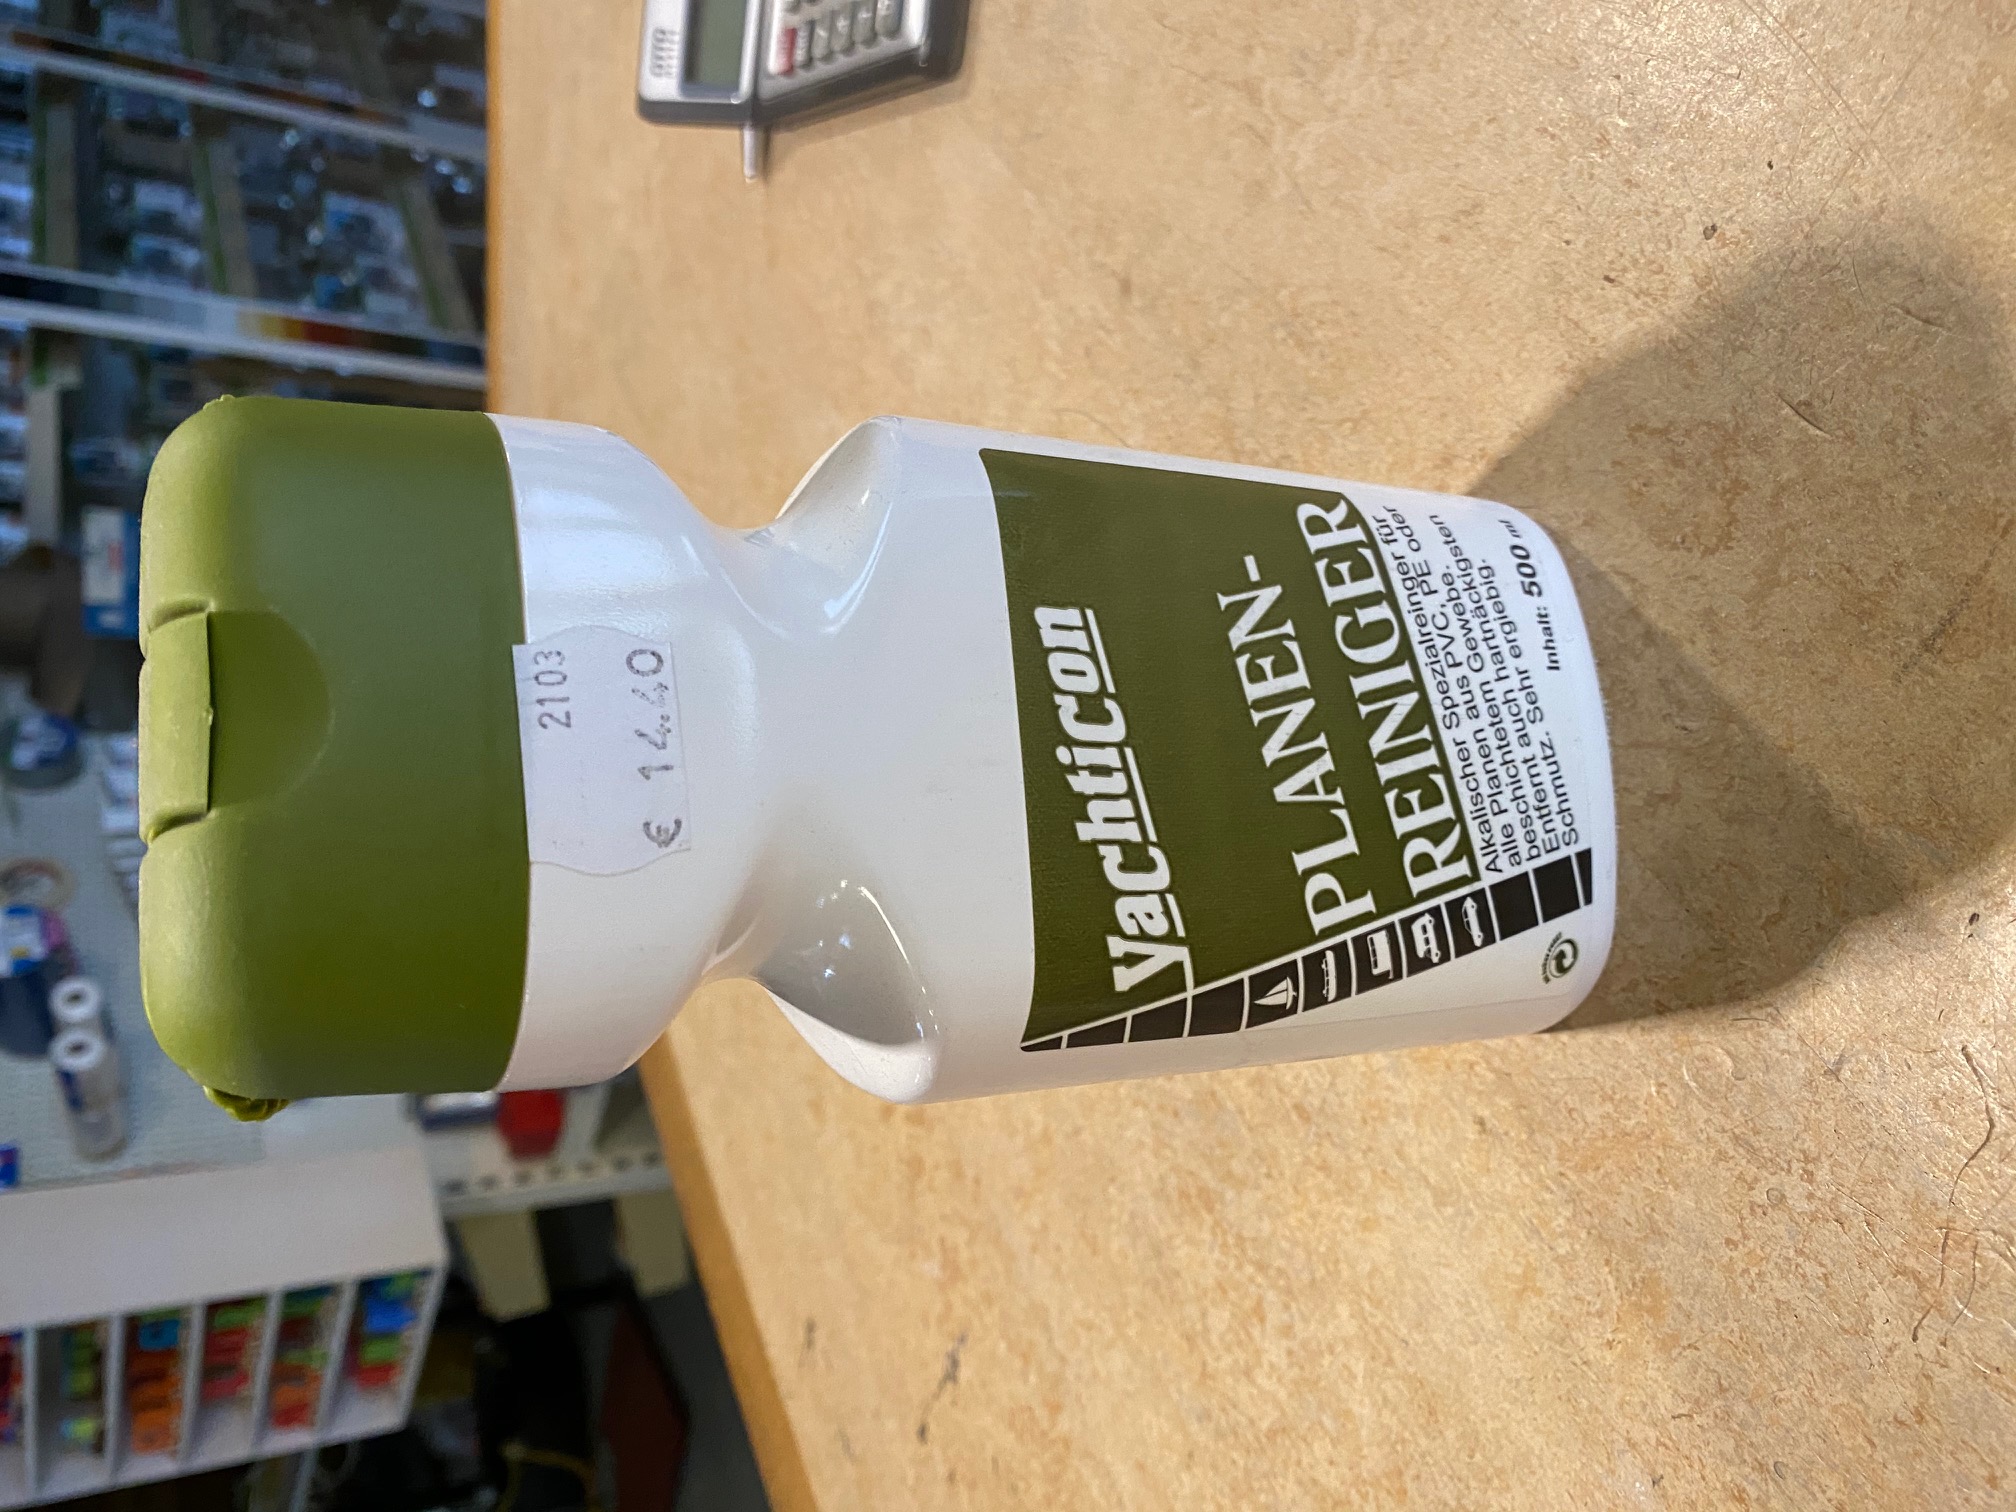 2103
€ 14.40
Yachticon
PLANEN-
REINIGER
Alkalischer Spezialreinger für
alle Planen aus PVC, PE oder
beschichtetem Gewebe.
Entfernt auch hartnäckigsten
Schmutz. Sehr ergiebig.
Inhalt: 500 ml